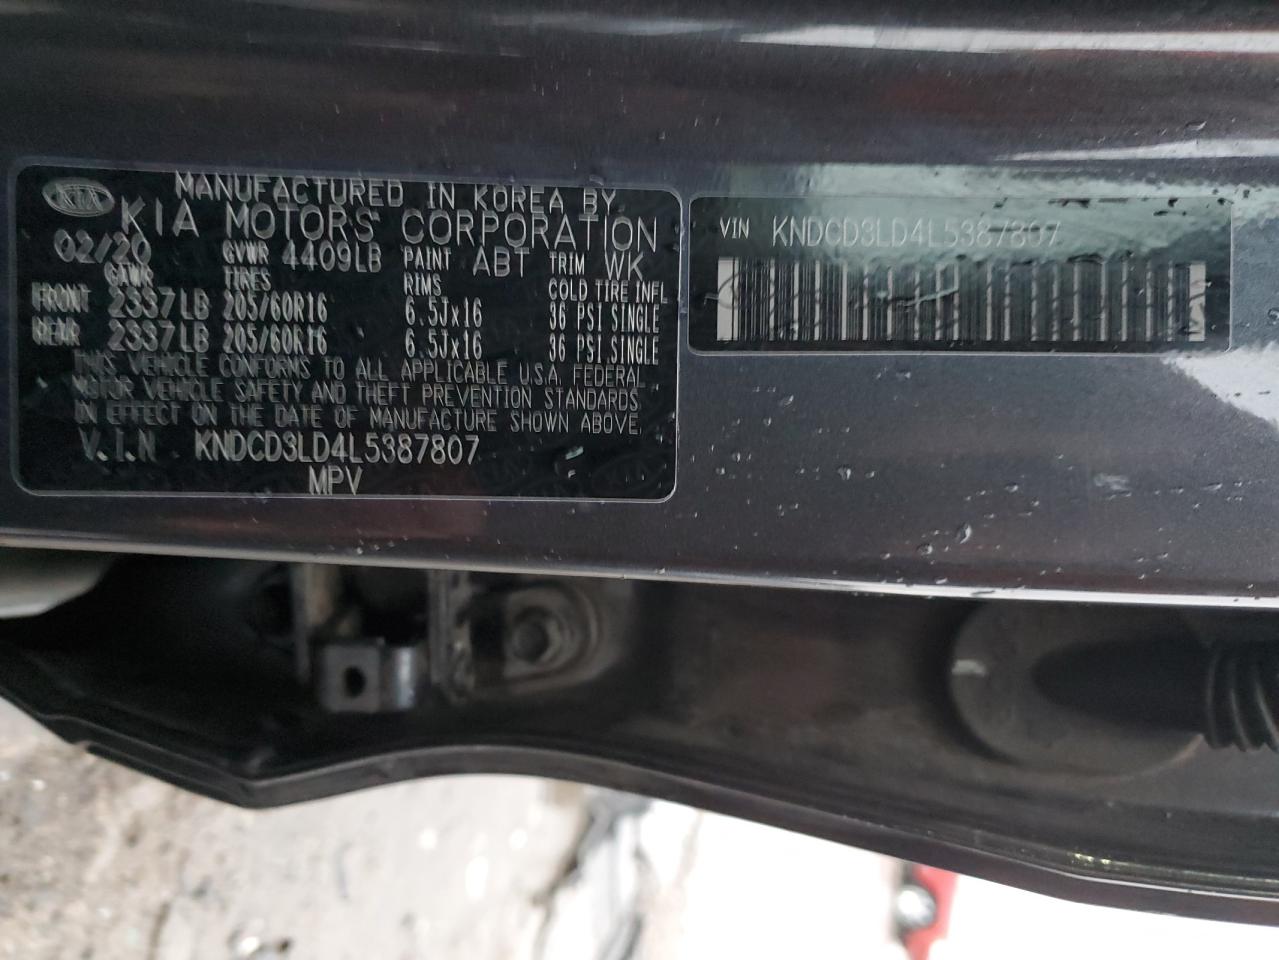 KIA
MANUFACTURED IN KOREA BY
KIA MOTORS CORPORATION
02/20 GVWR 4409LB PAINT ABT TRIM WK
GAWR TIRES RIMS COLD TIRE INFL
FRONT 2337LB 205/60R16 6.5Jx16 36 PSI,SINGLE
REAR 2337LB 205/60R16 6.5Jx16 36 PSI,SINGLE
THIS VEHICLE CONFORMS TO ALL APPLICABLE U.S.A. FEDERAL
MOTOR VEHICLE SAFETY AND THEFT PREVENTION STANDARDS
IN EFFECT ON THE DATE OF MANUFACTURE SHOWN ABOVE.
V.I.N KNDCD3LD4L5387807
MPV
VIN KNDCD3LD4L5387807